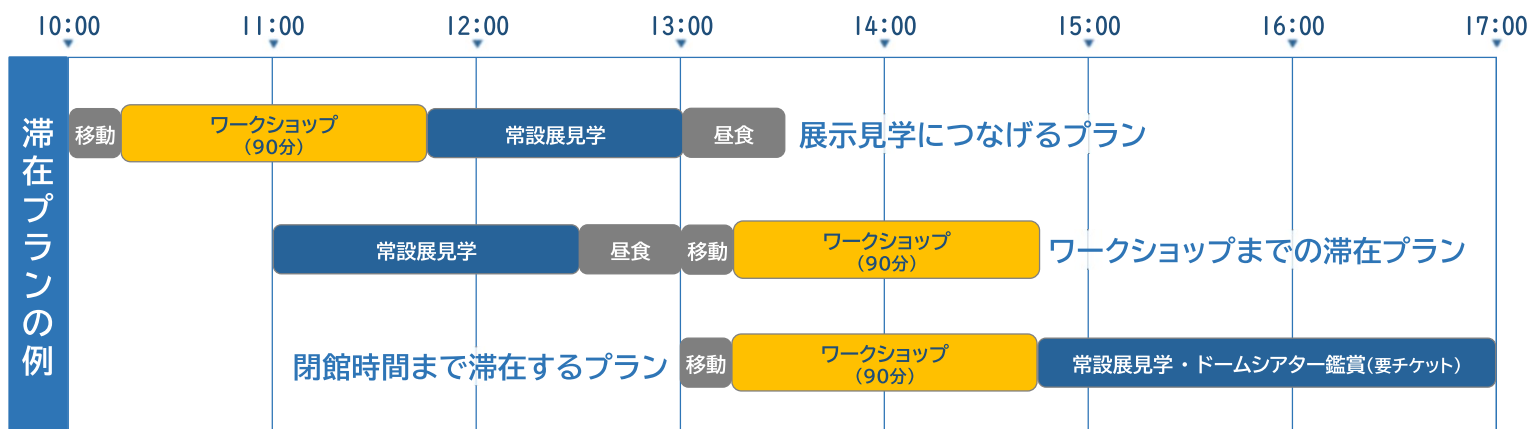 10:00 11:00 12:00 13:00 14:00 15:00 16:00 17:00
滞在プランの例
移動
ワークショップ
(90分)
常設展見学
昼食
展示見学につなげるプラン
常設展見学
昼食
移動
ワークショップ
(90分)
ワークショップまでの滞在プラン
閉館時間まで滞在するプラン
移動
ワークショップ
(90分)
常設展見学・ドームシアター鑑賞(要チケット)